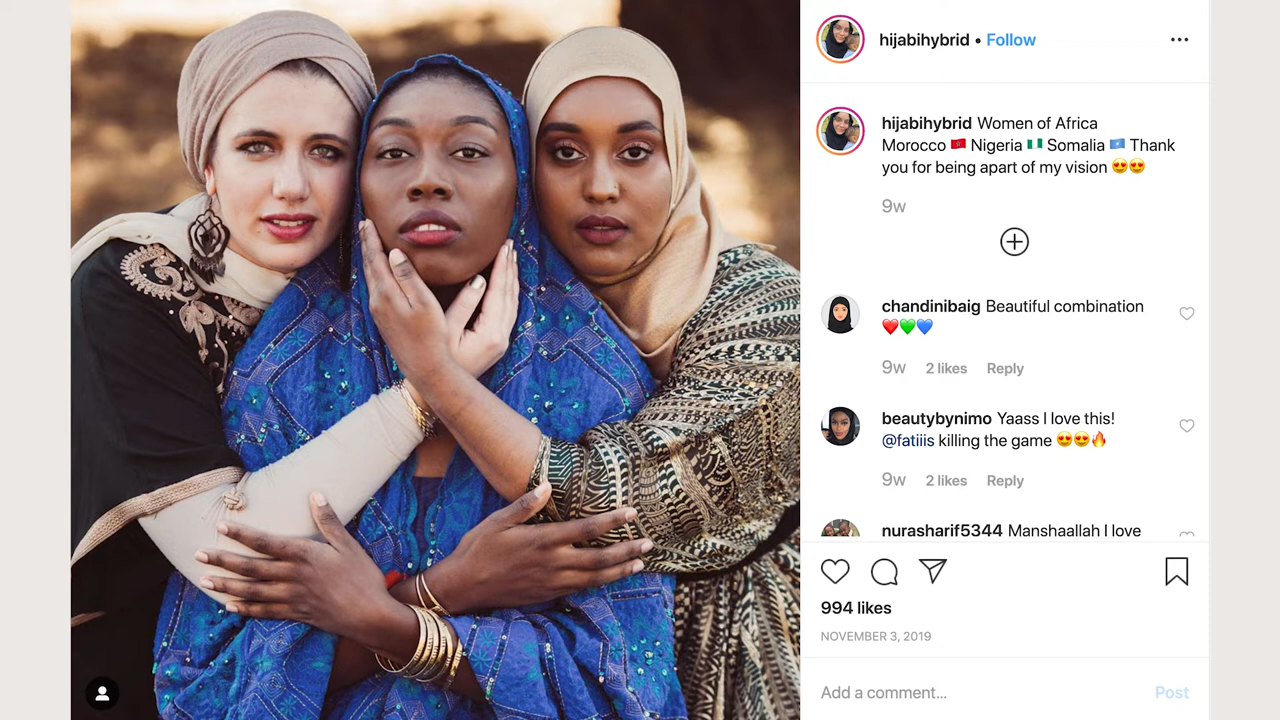 hijabihybrid • Follow
hijabihybrid Women of Africa
Morocco 🇲🇦 Nigeria 🇳🇬 Somalia 🇸🇴 Thank
you for being apart of my vision 😍😍
9w
chandinibaig Beautiful combination
❤️💚💙
9w 2 likes Reply
beautybynimo Yaass I love this!
@fatiiis killing the game 😍😍🔥
9w 2 likes Reply
nurasharif5344 Manshaallah I love
994 likes
NOVEMBER 3, 2019
Add a comment... Post